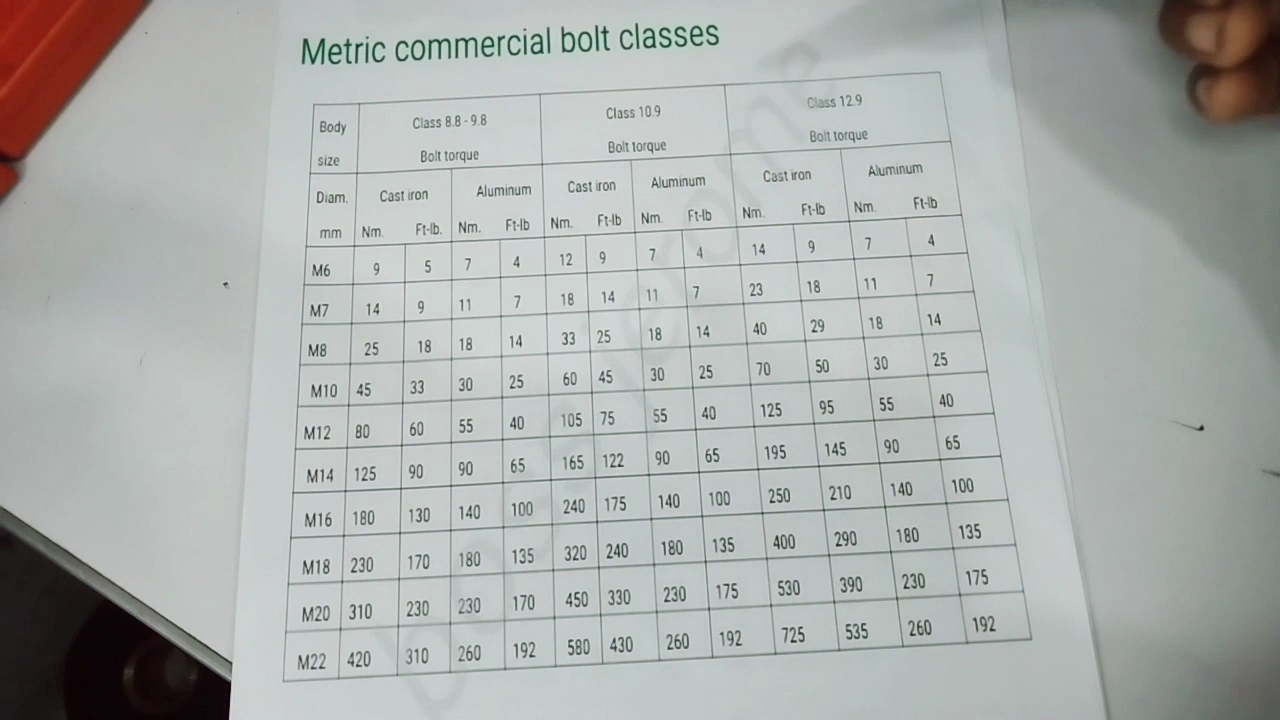 Metric commercial bolt classes
Body size Class 8.8 - 9.8 Bolt torque Class 10.9 Bolt torque Class 12.9 Bolt torque
Diam. mm Cast iron Aluminum Cast iron Aluminum Cast iron Aluminum
Nm. Ft-lb. Nm. Ft-lb Nm. Ft-lb Nm. Ft-lb Nm. Ft-lb Nm. Ft-lb
M6 9 5 7 4 12 9 7 4 14 9 7 4
M7 14 9 11 7 18 14 11 7 23 18 11 7
M8 25 18 18 14 33 25 18 14 40 29 18 14
M10 45 33 30 25 60 45 30 25 70 50 30 25
M12 80 60 55 40 105 75 55 40 125 95 55 40
M14 125 90 90 65 165 122 90 65 195 145 90 65
M16 180 130 140 100 240 175 140 100 250 210 140 100
M18 230 170 180 135 320 240 180 135 400 290 180 135
M20 310 230 230 170 450 330 230 175 530 390 230 175
M22 420 310 260 192 580 430 260 192 725 535 260 192